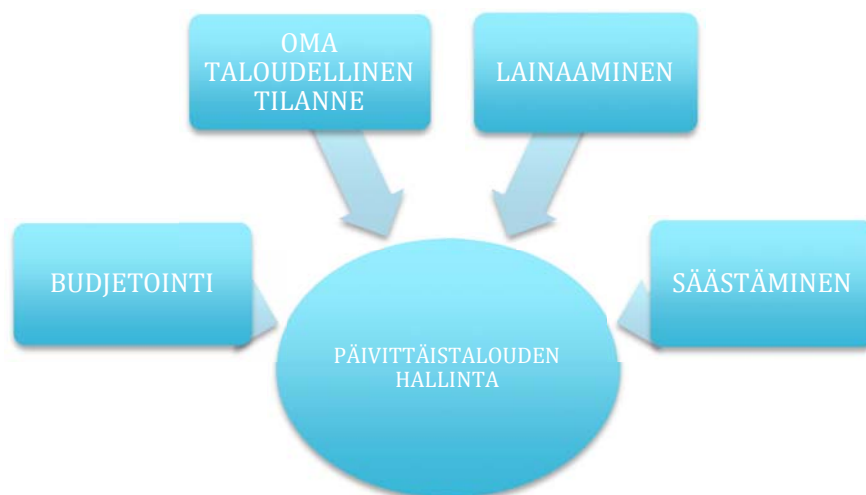 OMA
TALOUDELLINEN
TILANNE
LAINAAMINEN
BUDJETOINTI
SÄÄSTÄMINEN
PÄIVITTÄISTALOUDEN
HALLINTA